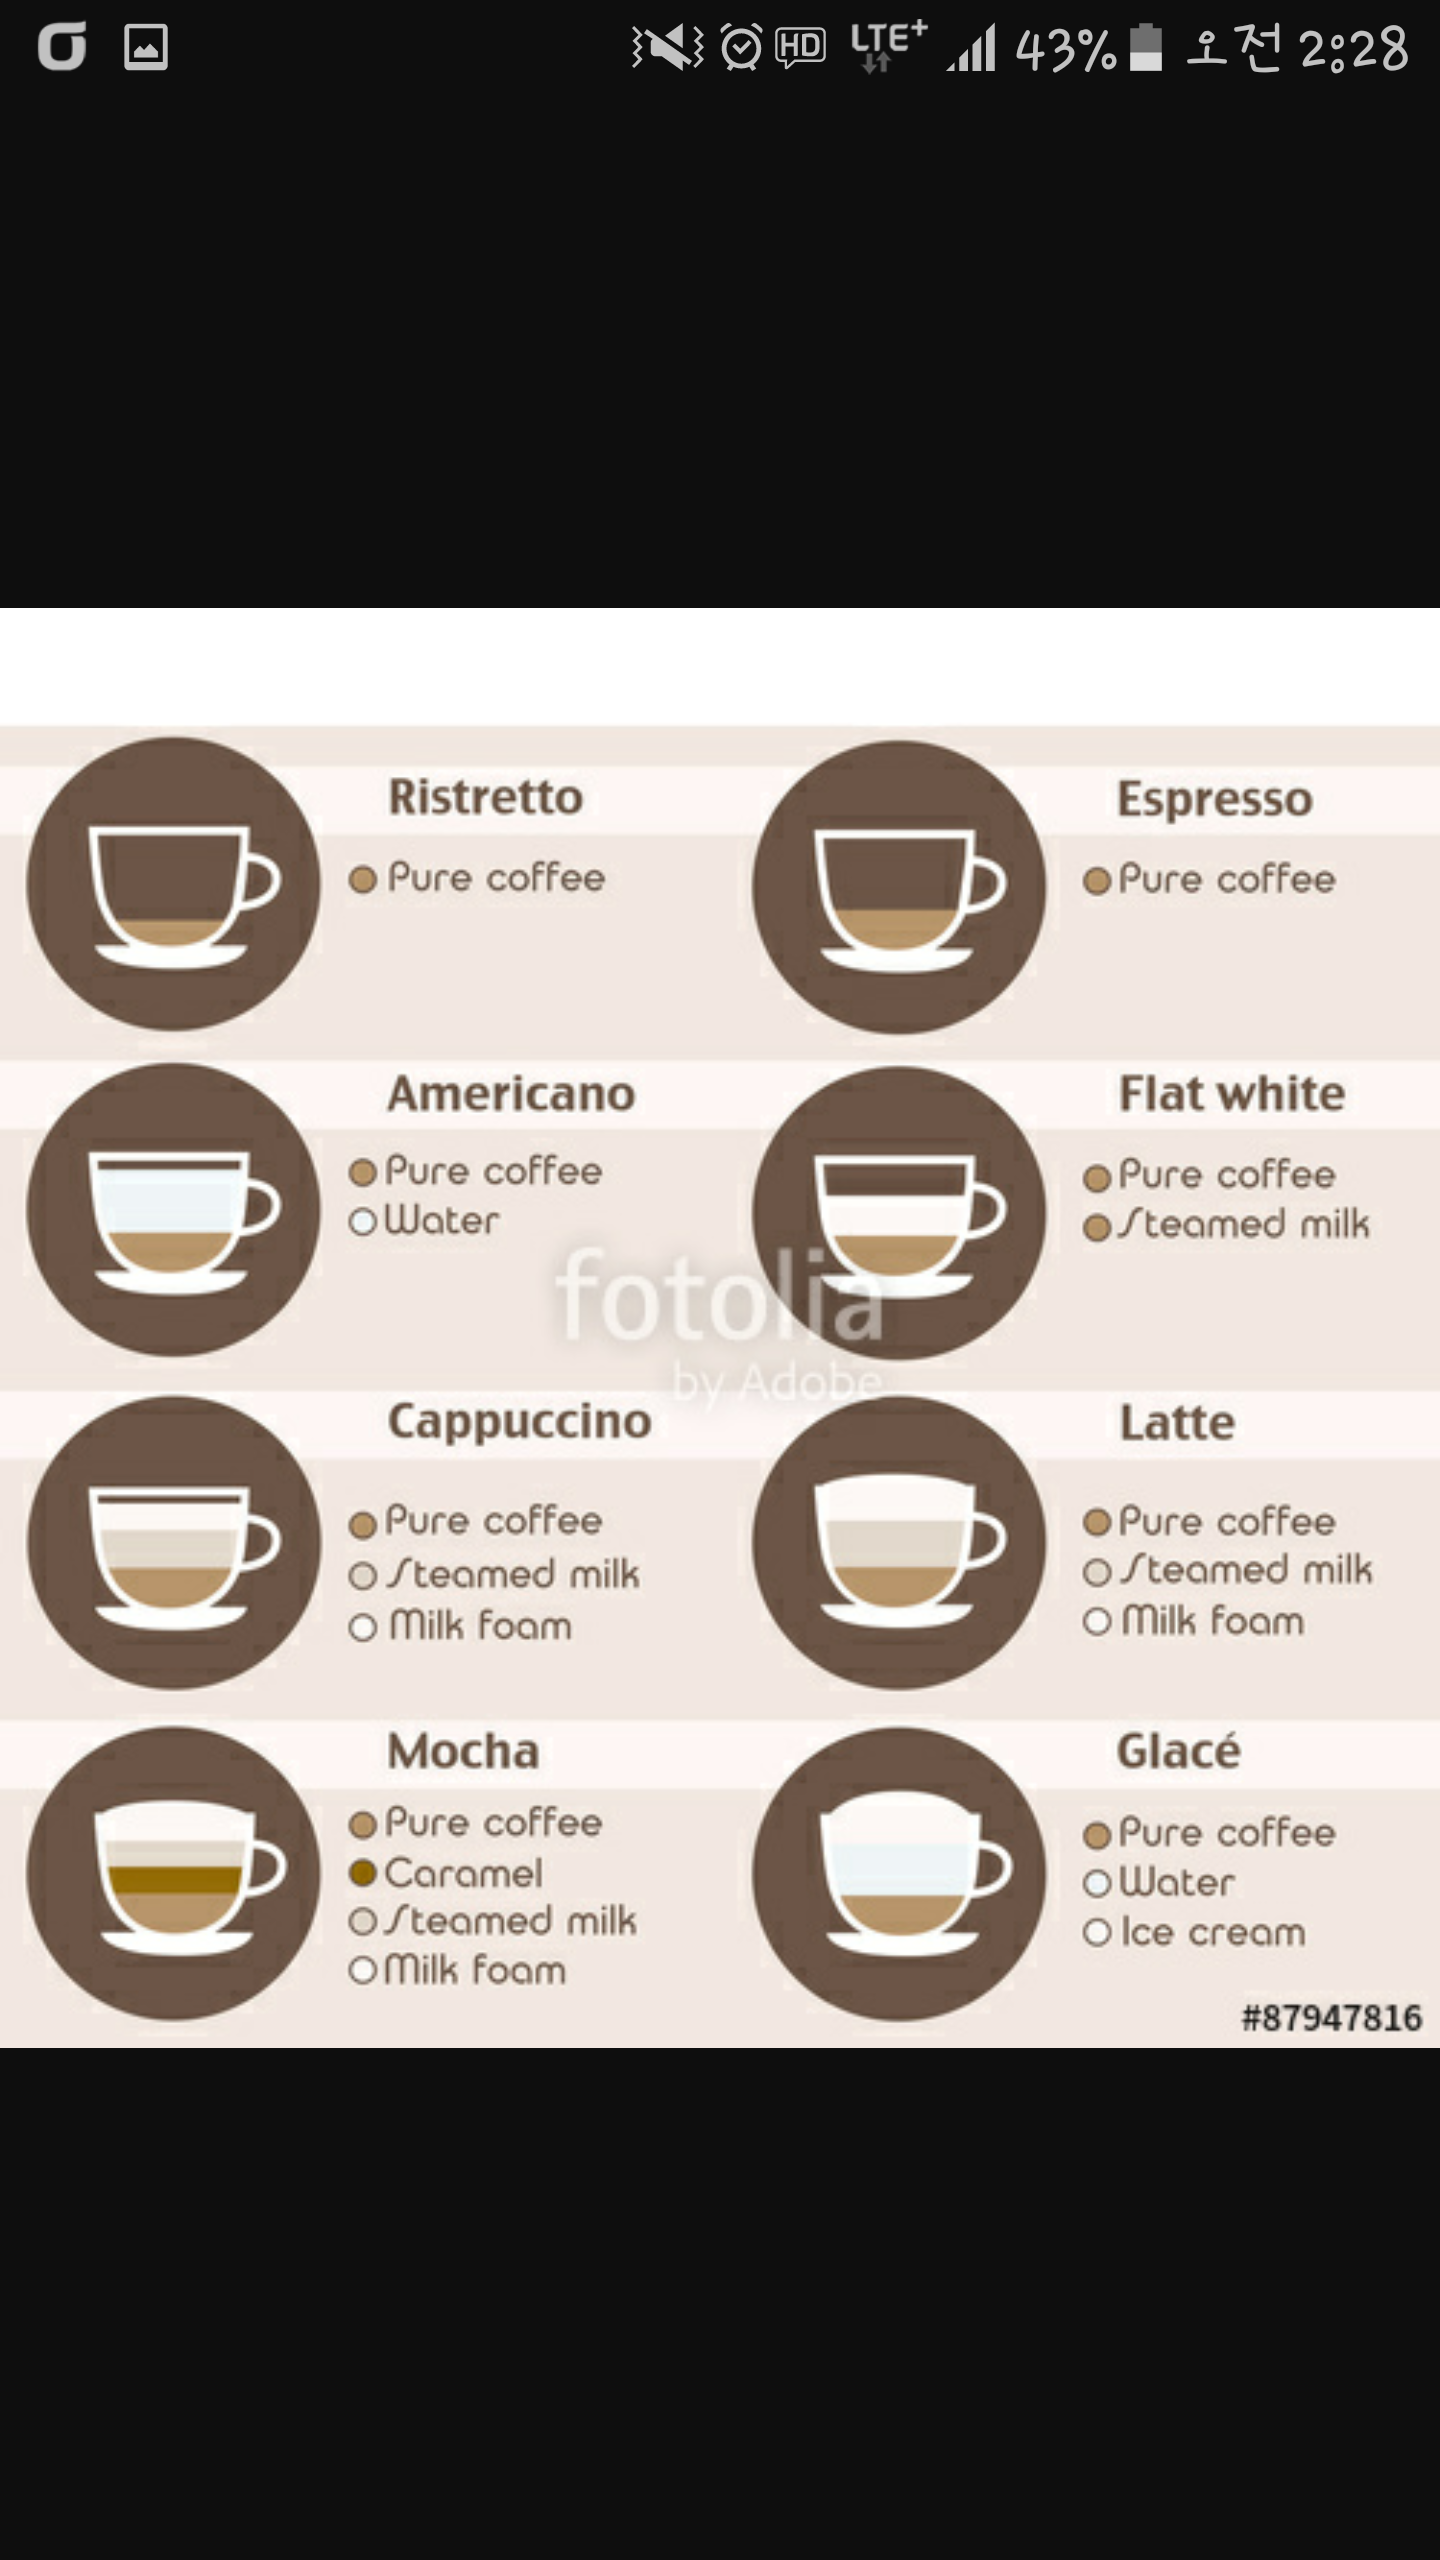 HD LTE+ 43% 오전 2:28
Ristretto
Pure coffee
Espresso
Pure coffee
Americano
Pure coffee
Water
Flat white
Pure coffee
Steamed milk
fotolia
by Adobe
Cappuccino
Pure coffee
Steamed milk
Milk foam
Latte
Pure coffee
Steamed milk
Milk foam
Mocha
Pure coffee
Caramel
Steamed milk
Milk foam
Glacé
Pure coffee
Water
Ice cream
#87947816